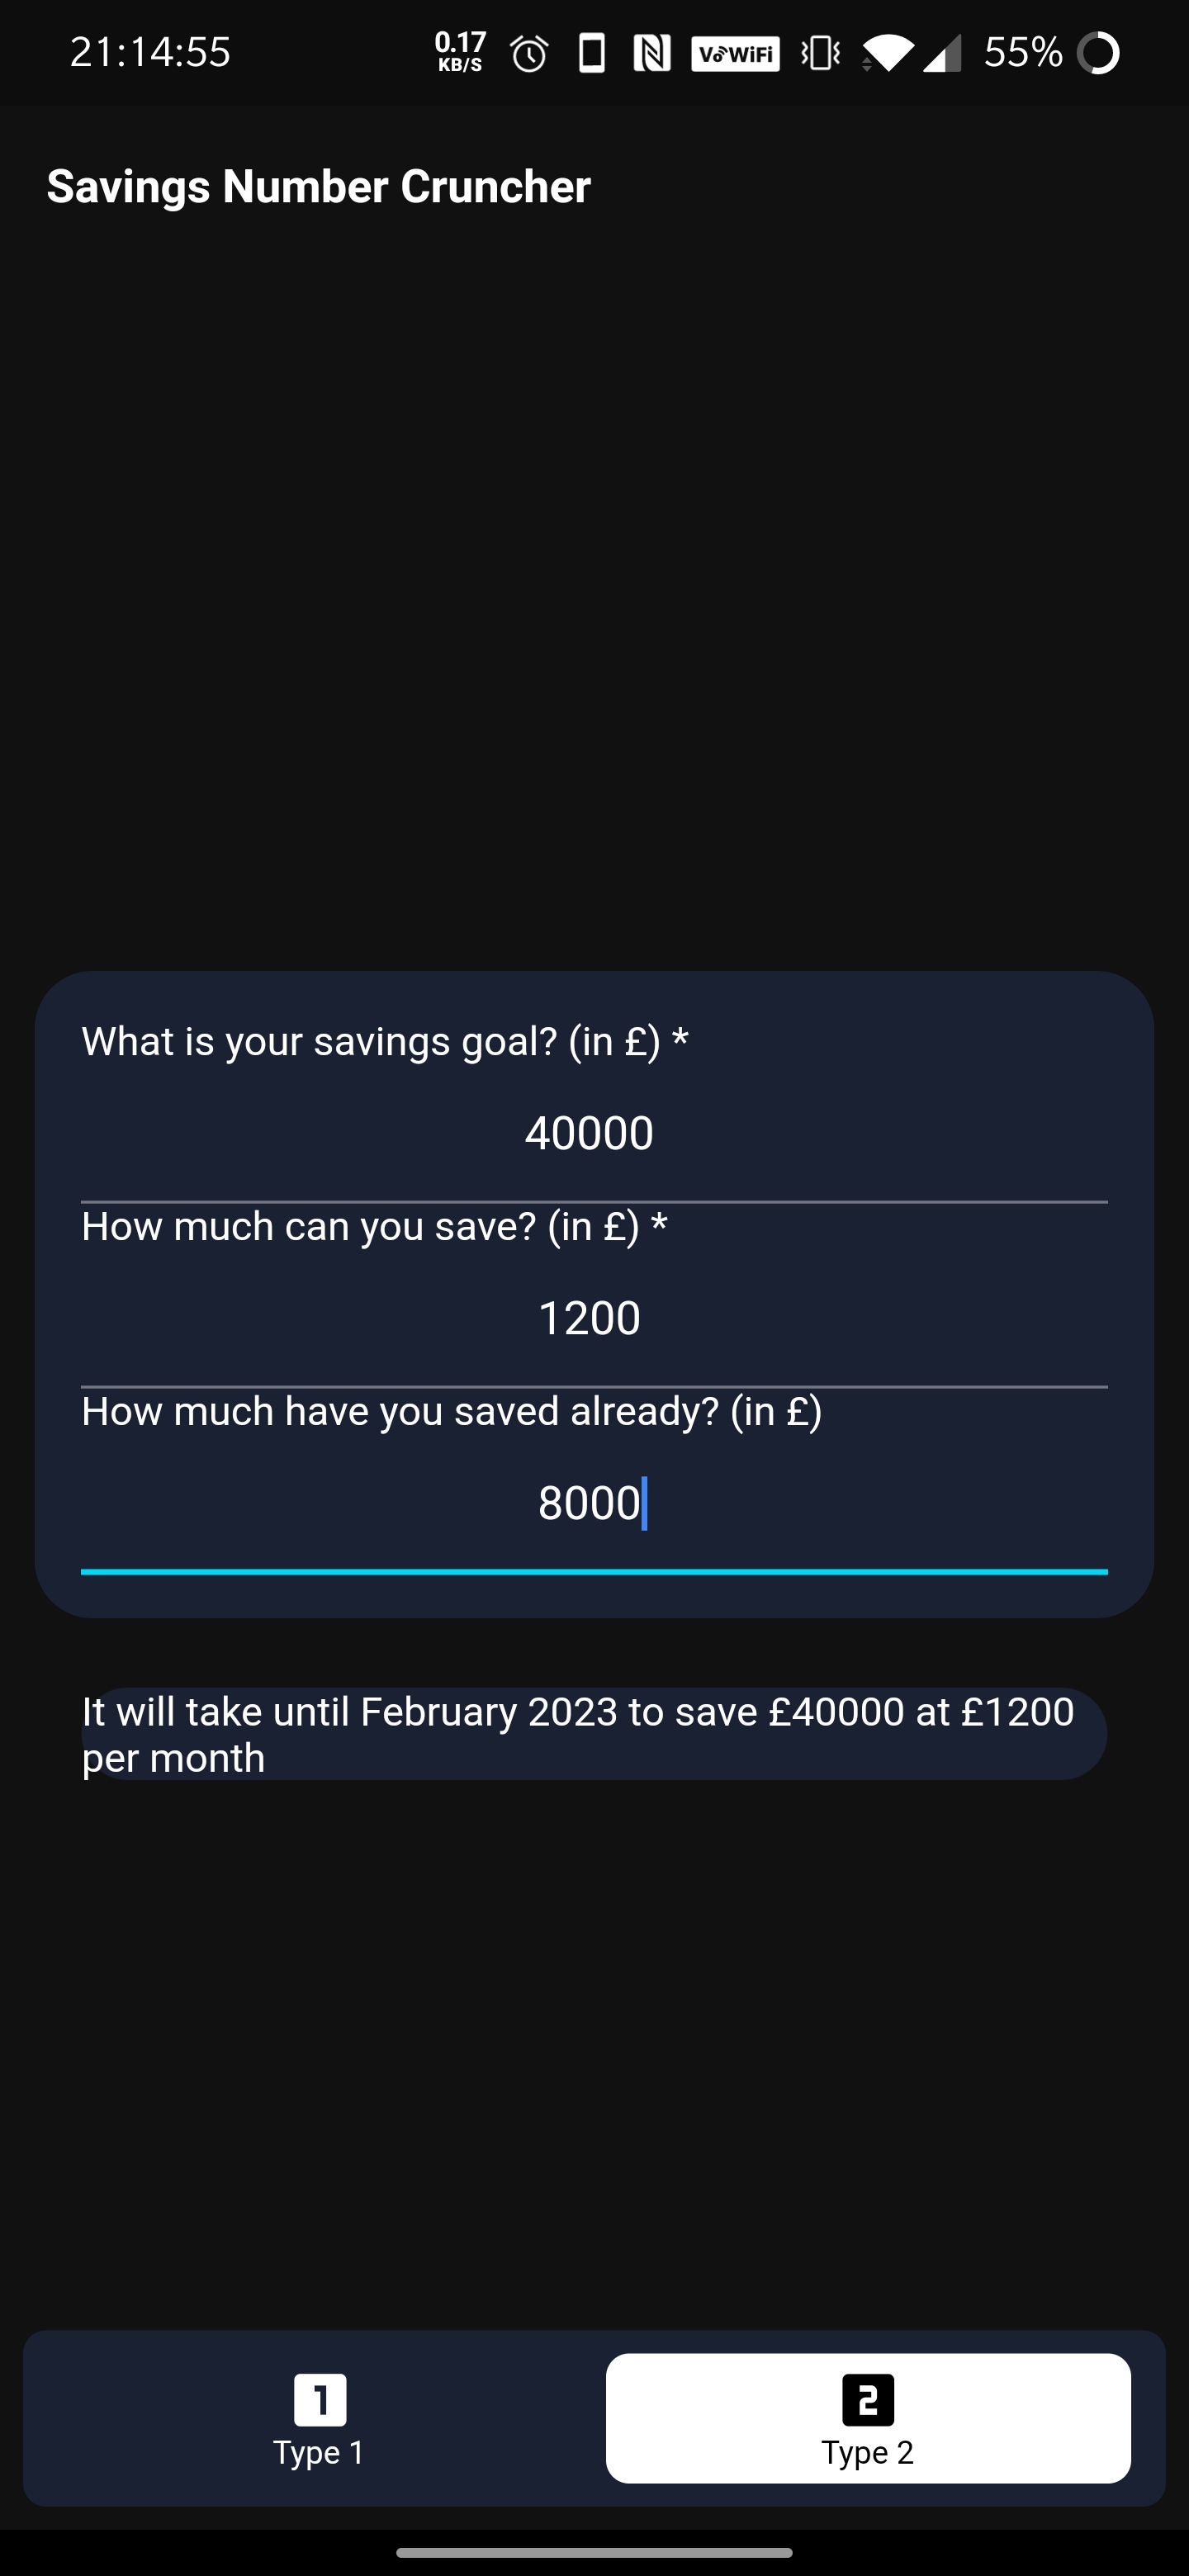 21:14:55 0.17 KB/S VoWiFi 55%
Savings Number Cruncher
What is your savings goal? (in £) *
40000
How much can you save? (in £) *
1200
How much have you saved already? (in £)
8000
It will take until February 2023 to save £40000 at £1200
per month
1 2
Type 1 Type 2